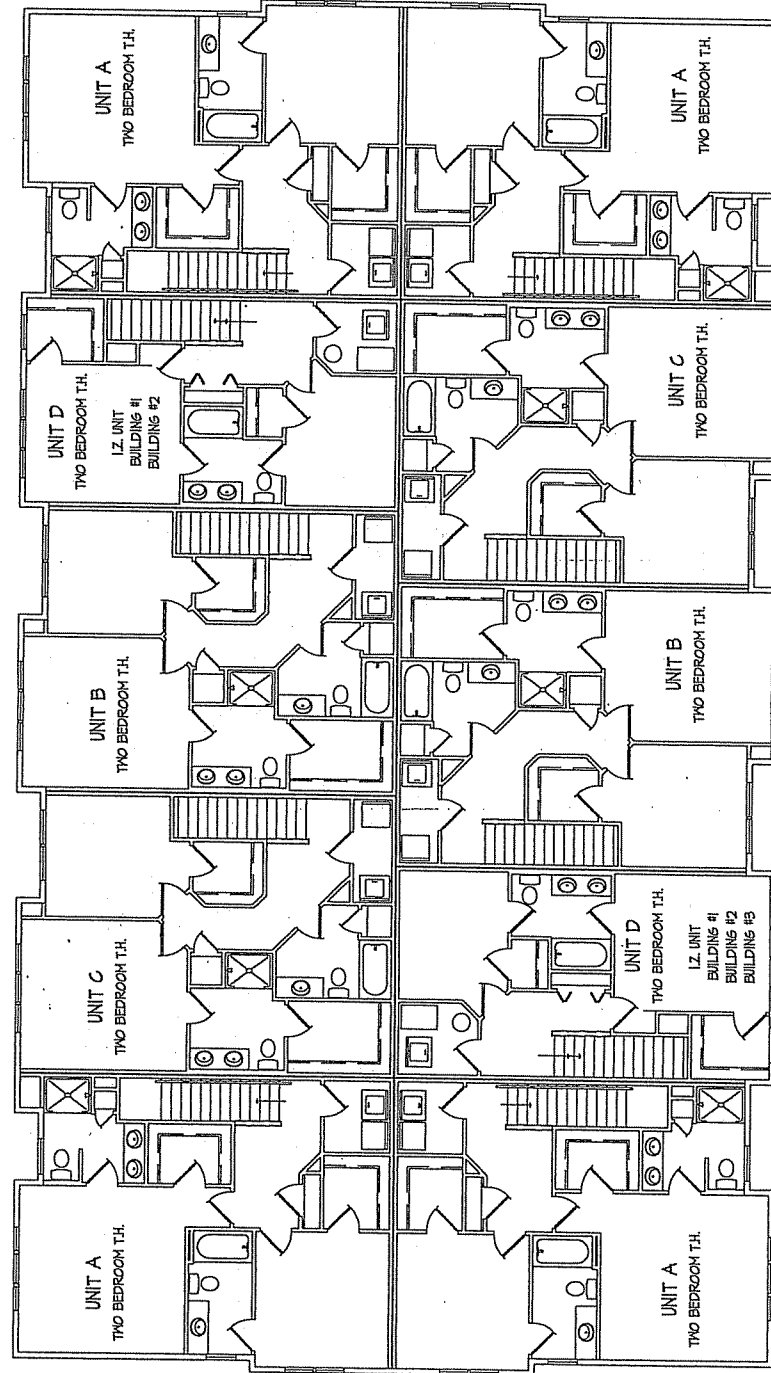 UNIT A
TWO BEDROOM T.H.
UNIT C
TWO BEDROOM T.H.
UNIT B
TWO BEDROOM T.H.
UNIT D
TWO BEDROOM T.H.
I.Z. UNIT
BUILDING #1
BUILDING #2
UNIT A
TWO BEDROOM T.H.
UNIT A
TWO BEDROOM T.H.
UNIT D
TWO BEDROOM T.H.
I.Z. UNIT
BUILDING #1
BUILDING #2
BUILDING #3
UNIT B
TWO BEDROOM T.H.
UNIT C
TWO BEDROOM T.H.
UNIT A
TWO BEDROOM T.H.